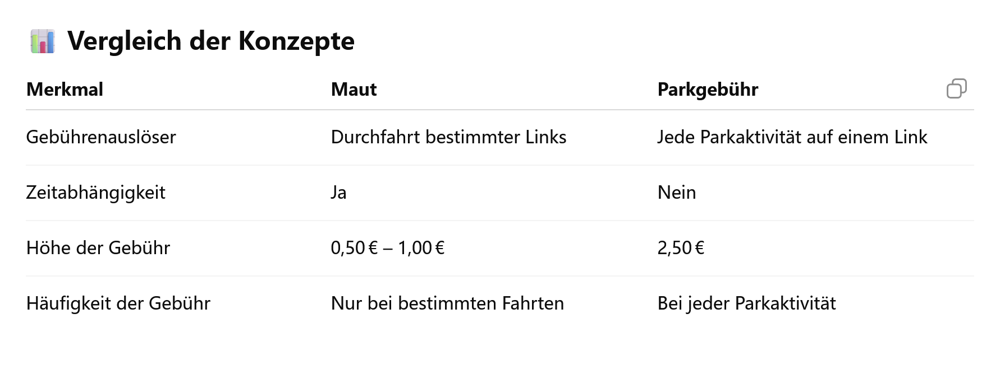 Vergleich der Konzepte
Merkmal Maut Parkgebühr
Gebührenauslöser Durchfahrt bestimmter Links Jede Parkaktivität auf einem Link
Zeitabhängigkeit Ja Nein
Höhe der Gebühr 0,50 € – 1,00 € 2,50 €
Häufigkeit der Gebühr Nur bei bestimmten Fahrten Bei jeder Parkaktivität